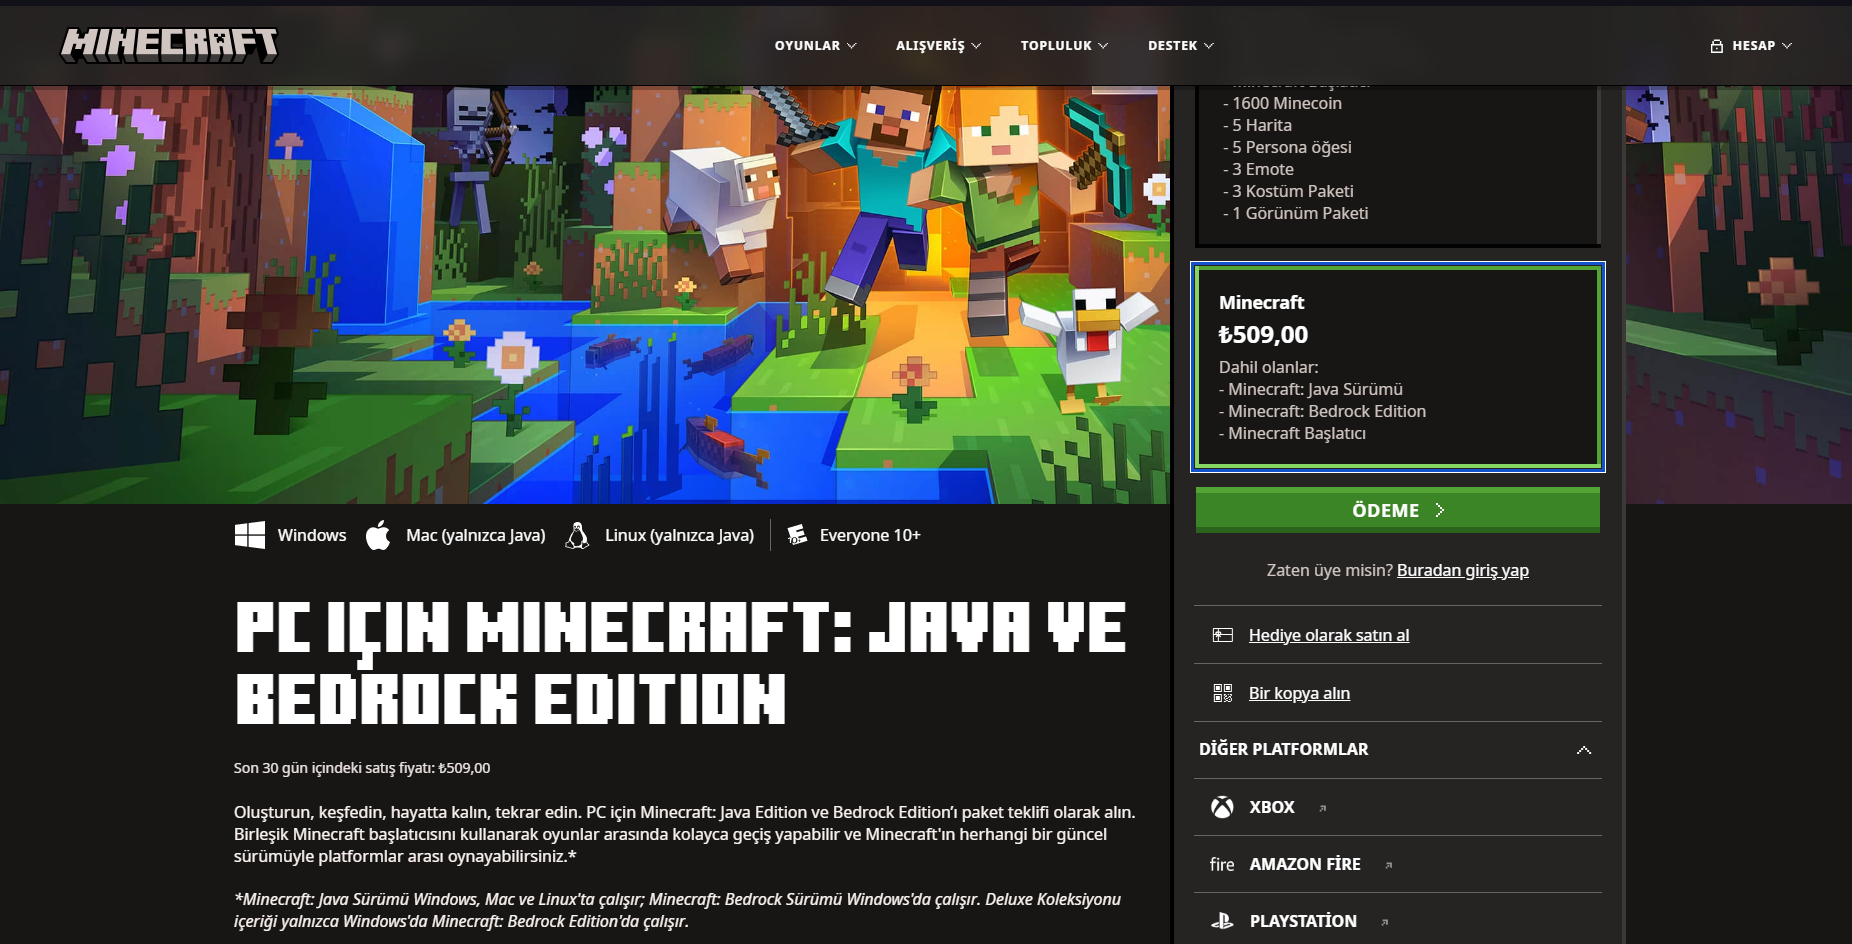 MINECRAFT
OYUNLAR
ALIŞVERİŞ
TOPLULUK
DESTEK
HESAP
- 1600 Minecoin
- 5 Harita
- 5 Persona öğesi
- 3 Emote
- 3 Kostüm Paketi
- 1 Görünüm Paketi
Minecraft
₺509,00
Dahil olanlar:
- Minecraft: Java Sürümü
- Minecraft: Bedrock Edition
- Minecraft Başlatıcı
ÖDEME
Zaten üye misin? Buradan giriş yap
Hediye olarak satın al
Bir kopya alın
DİĞER PLATFORMLAR
XBOX
fire AMAZON FİRE
PLAYSTATİON
Windows
Mac (yalnızca Java)
Linux (yalnızca Java)
Everyone 10+
PC IÇIN MINECRAFT: JAVA VE
BEDROCK EDITION
Son 30 gün içindeki satış fiyatı: ₺509,00
Oluşturun, keşfedin, hayatta kalın, tekrar edin. PC için Minecraft: Java Edition ve Bedrock Edition’ı paket teklifi olarak alın.
Birleşik Minecraft başlatıcısını kullanarak oyunlar arasında kolayca geçiş yapabilir ve Minecraft'ın herhangi bir güncel
sürümüyle platformlar arası oynayabilirsiniz.*
*Minecraft: Java Sürümü Windows, Mac ve Linux'ta çalışır; Minecraft: Bedrock Sürümü Windows'da çalışır. Deluxe Koleksiyonu
içeriği yalnızca Windows'da Minecraft: Bedrock Edition'da çalışır.